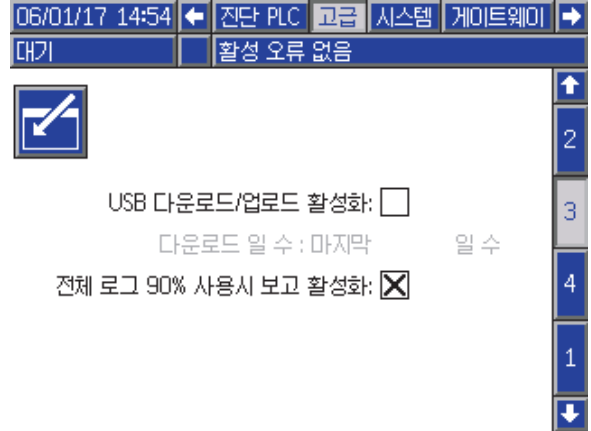 06/01/17 14:54 진단 PLC 고급 시스템 게이트웨이
대기 활성 오류 없음
2
USB 다운로드/업로드 활성화:
3
다운로드 일 수 : 마지막 일 수
전체 로그 90% 사용시 보고 활성화:
4
1